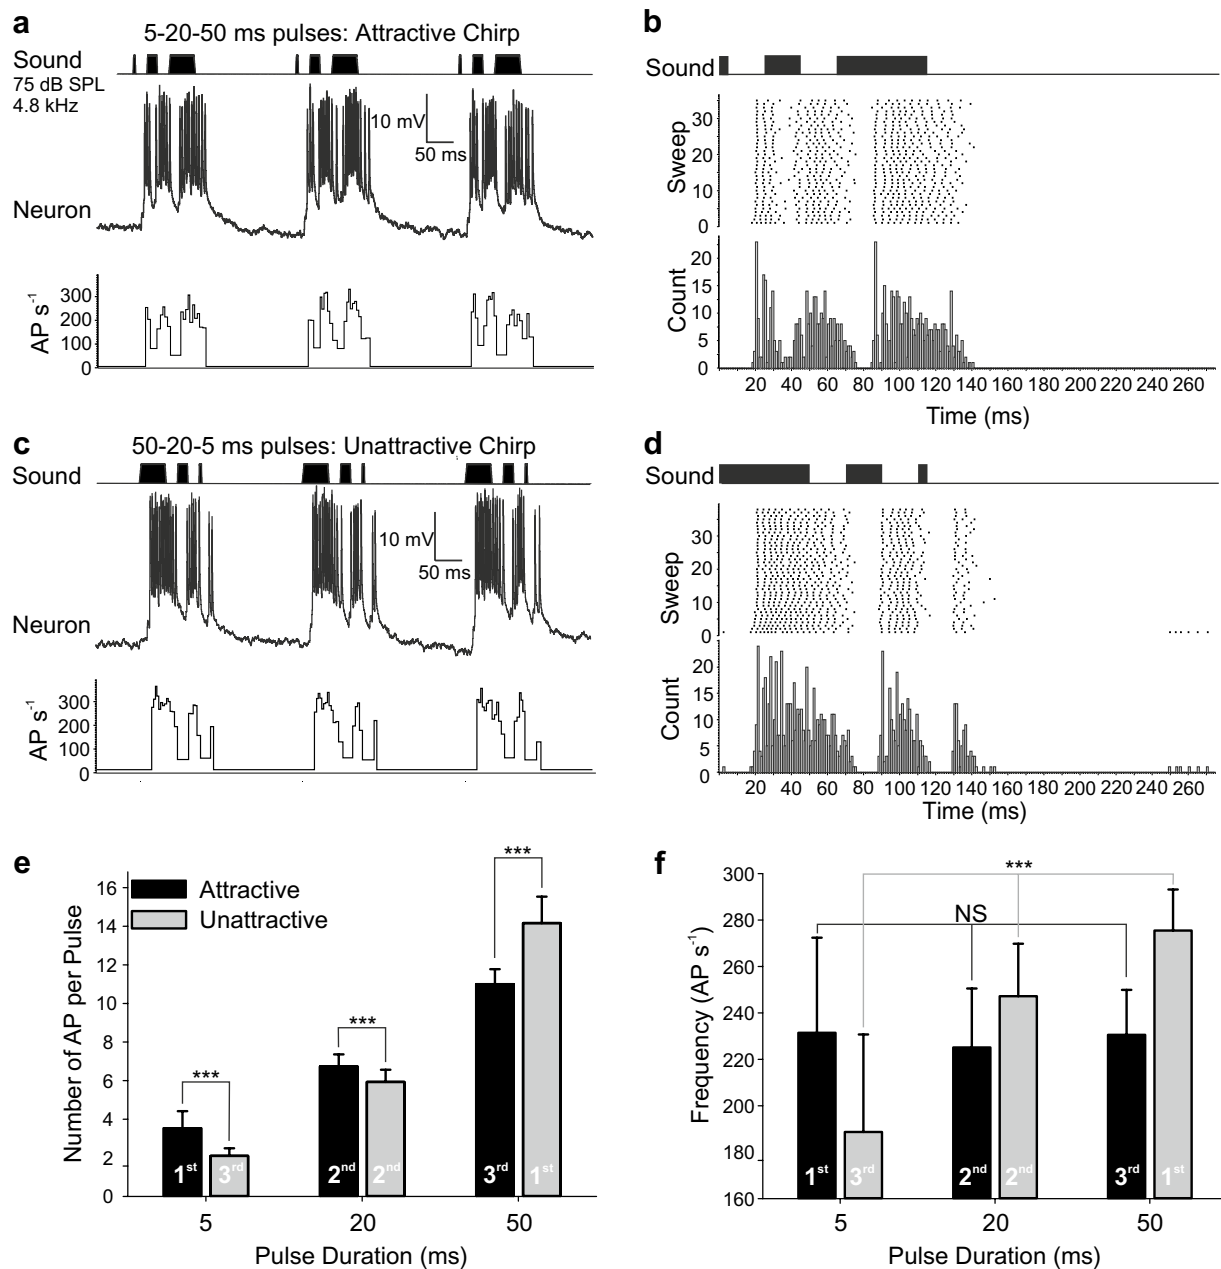 a
5-20-50 ms pulses: Attractive Chirp
Sound
75 dB SPL
4.8 kHz
10 mV
50 ms
Neuron
AP s⁻¹
300
200
100
0
b
Sound
Sweep
30
20
10
0
Count
20
15
10
5
0
20 40 60 80 100 120 140 160 180 200 220 240 260
Time (ms)
c
50-20-5 ms pulses: Unattractive Chirp
Sound
10 mV
50 ms
Neuron
AP s⁻¹
300
200
100
0
d
Sound
Sweep
30
20
10
0
Count
20
15
10
5
0
20 40 60 80 100 120 140 160 180 200 220 240 260
Time (ms)
e
Attractive
Unattractive
Number of AP per Pulse
16
14
12
10
8
6
4
2
0
*** *** ***
1st 3rd 2nd 2nd 3rd 1st
5 20 50
Pulse Duration (ms)
f
Frequency (AP s⁻¹)
300
280
260
240
220
200
190
180
160
***
NS
1st 3rd 2nd 2nd 3rd 1st
5 20 50
Pulse Duration (ms)